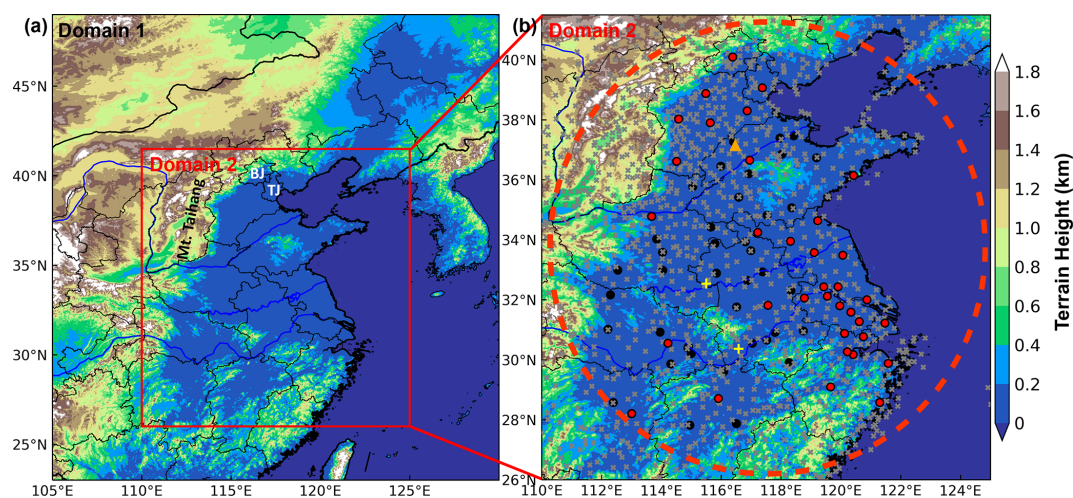 (a)
Domain 1
Domain 2
BJ
TJ
Mt. Taihang
45°N
40°N
35°N
30°N
25°N
105°E
110°E
115°E
120°E
125°E
(b)
Domain 2
40°N
38°N
36°N
34°N
32°N
30°N
28°N
26°N
110°E
112°E
114°E
116°E
118°E
120°E
122°E
124°E
1.8
1.6
1.4
1.2
1.0
0.8
0.6
0.4
0.2
0
Terrain Height (km)